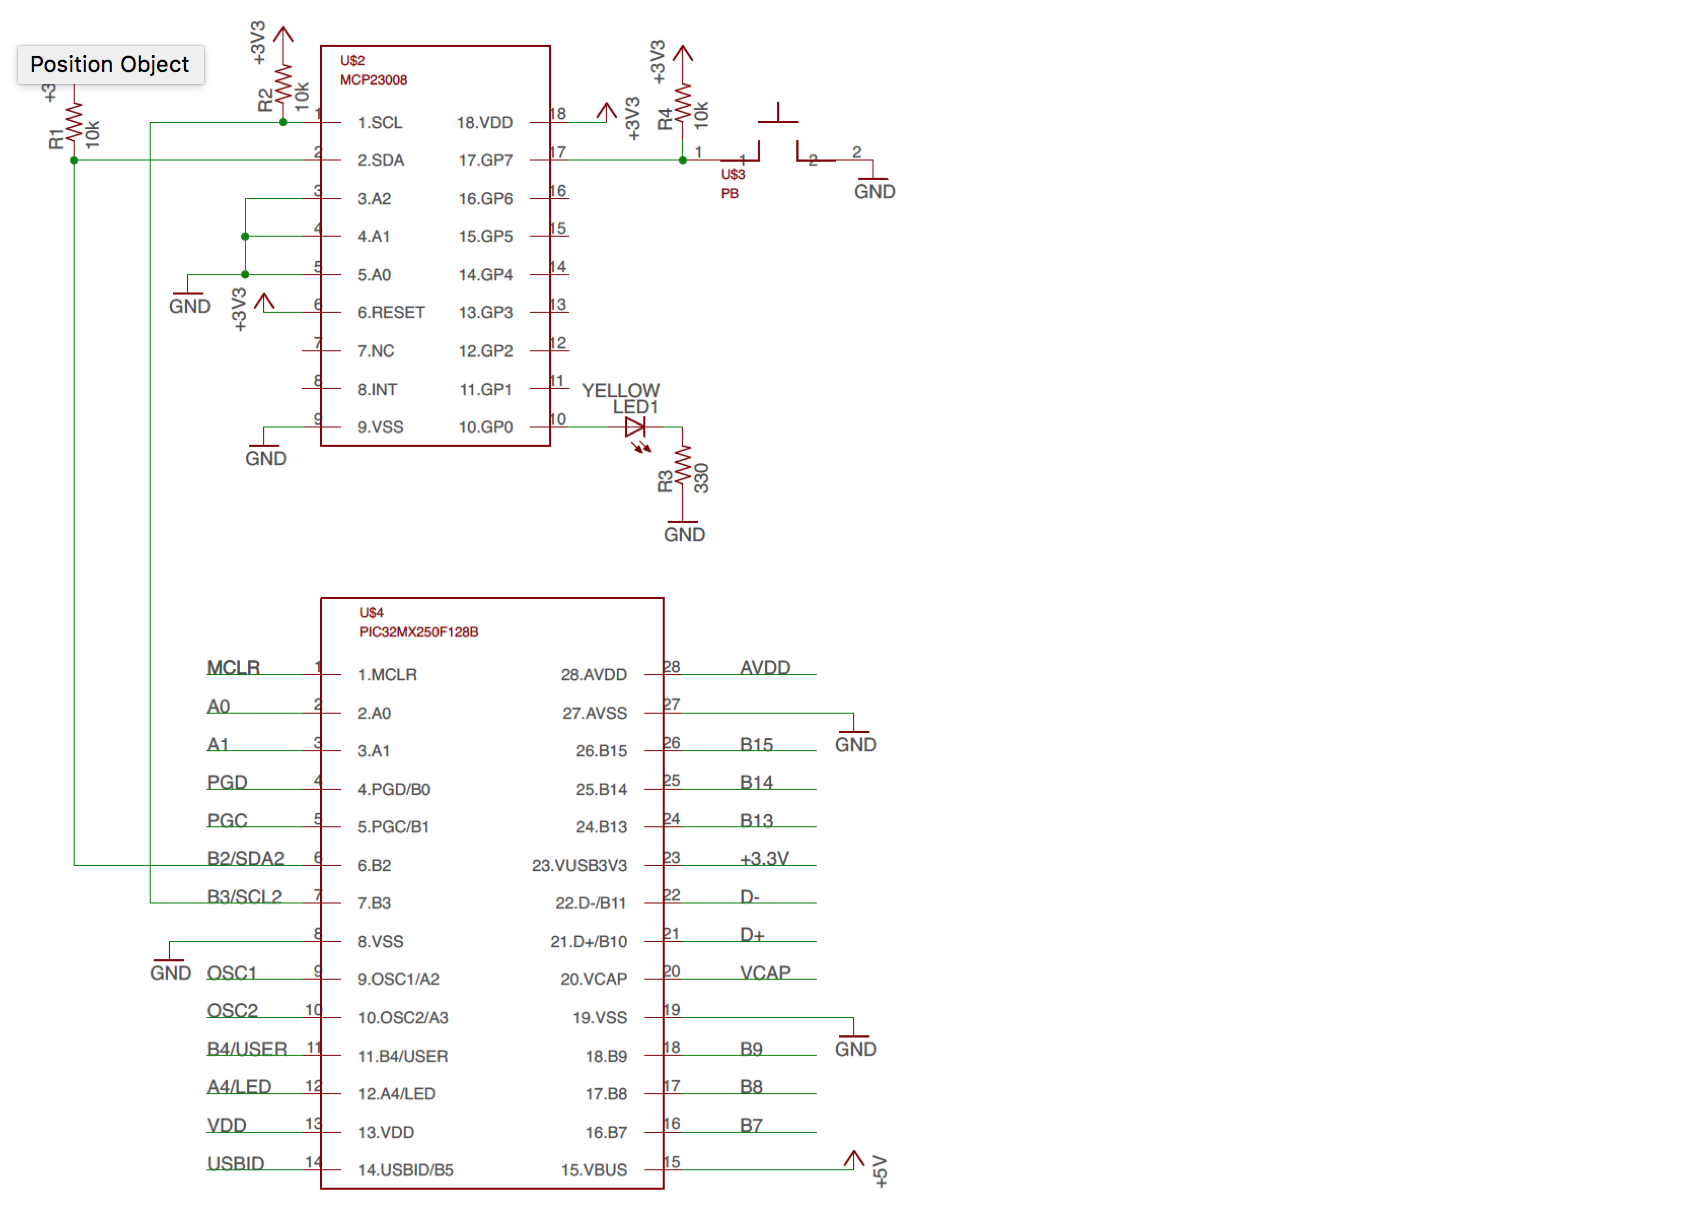 Position Object
+3V3
R2
10k
+3
R1
10k
U$2
MCP23008
1 1.SCL 18.VDD 18
2 2.SDA 17.GP7 17
3 3.A2 16.GP6 16
4 4.A1 15.GP5 15
5 5.A0 14.GP4 14
6 6.RESET 13.GP3 13
7 7.NC 12.GP2 12
8 8.INT 11.GP1 11
9 9.VSS 10.GP0 10
GND
+3V3
GND
+3V3
+3V3
R4
10k
1 1 2 2
U$3
PB
GND
YELLOW
LED1
R3
330
GND
U$4
PIC32MX250F128B
MCLR 1 1.MCLR 28.AVDD 28 AVDD
A0 2 2.A0 27.AVSS 27
GND
A1 3 3.A1 26.B15 26 B15
PGD 4 4.PGD/B0 25.B14 25 B14
PGC 5 5.PGC/B1 24.B13 24 B13
B2/SDA2 6 6.B2 23.VUSB3V3 23 +3.3V
B3/SCL2 7 7.B3 22.D-/B11 22 D-
8 8.VSS 21.D+/B10 21 D+
GND
OSC1 9 9.OSC1/A2 20.VCAP 20 VCAP
OSC2 10 10.OSC2/A3 19.VSS 19
GND
B4/USER 11 11.B4/USER 18.B9 18 B9
A4/LED 12 12.A4/LED 17.B8 17 B8
VDD 13 13.VDD 16.B7 16 B7
USBID 14 14.USBID/B5 15.VBUS 15
+5V